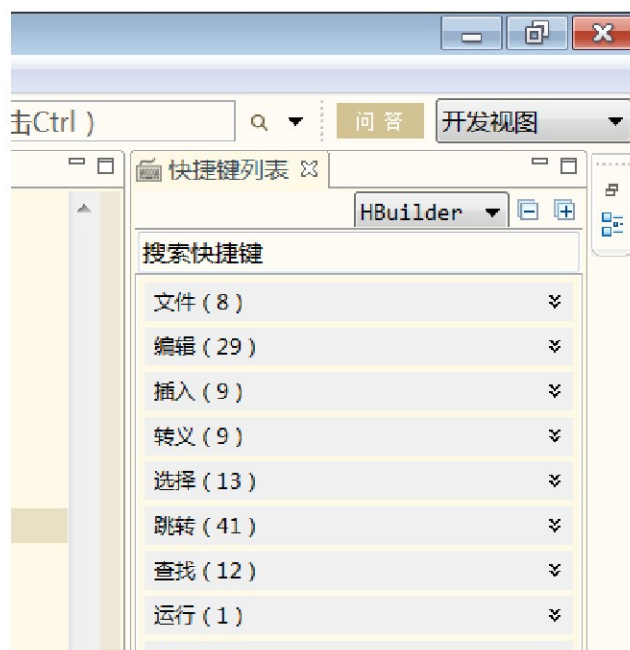 击Ctrl )
问 答
开发视图
快捷键列表
HBuilder
搜索快捷键
文件 ( 8 )
编辑 ( 29 )
插入 ( 9 )
转义 ( 9 )
选择 ( 13 )
跳转 ( 41 )
查找 ( 12 )
运行 ( 1 )